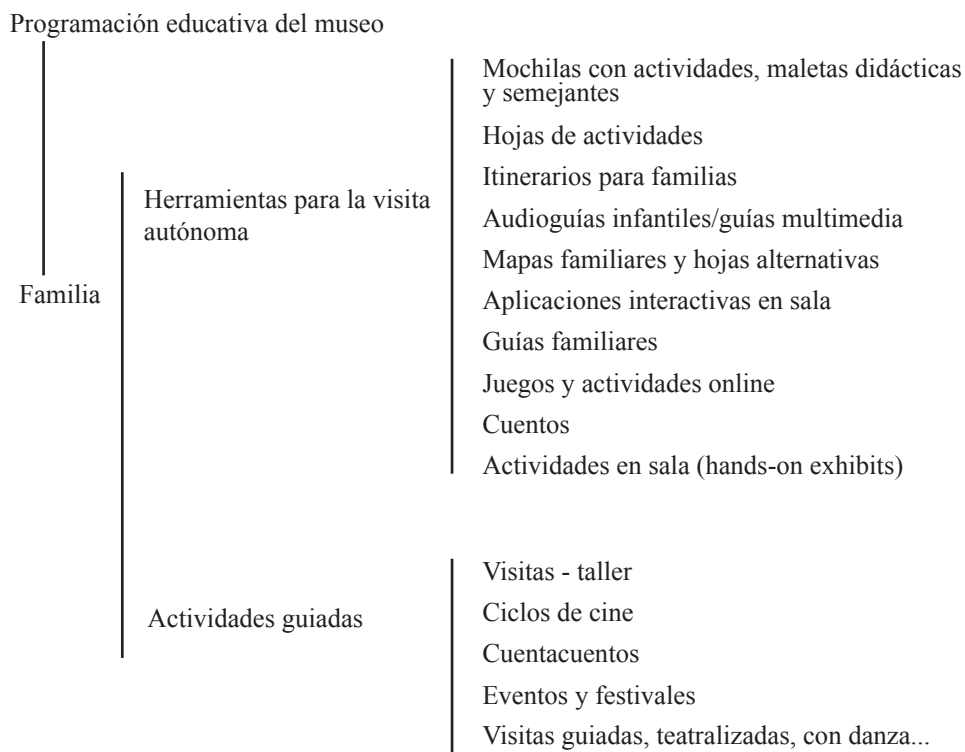 Programación educativa del museo
Mochilas con actividades, maletas didácticas
y semejantes
Hojas de actividades
Itinerarios para familias
Herramientas para la visita
autónoma
Audioguías infantiles/guías multimedia
Mapas familiares y hojas alternativas
Familia
Aplicaciones interactivas en sala
Guías familiares
Juegos y actividades online
Cuentos
Actividades en sala (hands-on exhibits)
Visitas - taller
Actividades guiadas
Ciclos de cine
Cuentacuentos
Eventos y festivales
Visitas guiadas, teatralizadas, con danza...